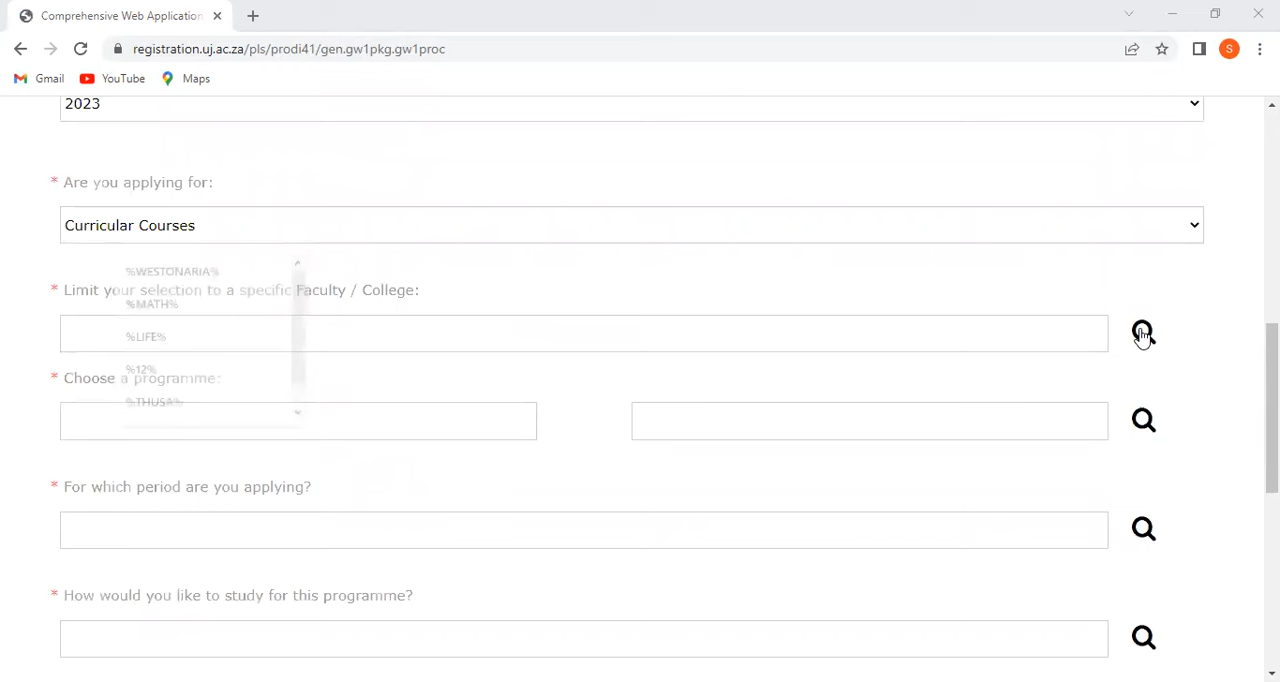 Comprehensive Web Application
registration.uj.ac.za/pls/prodi41/gen.gw1pkg.gw1proc
S
Gmail YouTube Maps
2023
* Are you applying for:
Curricular Courses
%WESTONARIA%
* Limit your selection to a specific Faculty / College:
%MATH%
%LIFE%
%12%
* Choose a programme:
%THUSA%
* For which period are you applying?
* How would you like to study for this programme?